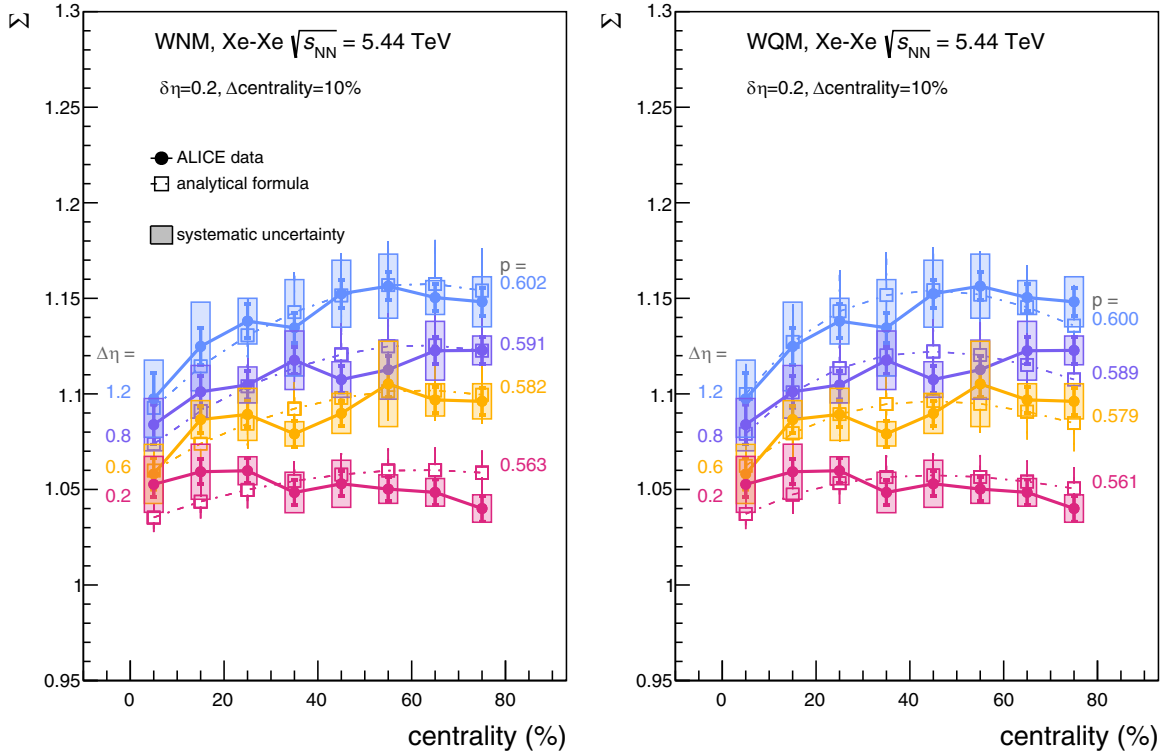 Σ
1.3
1.25
1.2
1.15
1.1
1.05
1
0.95
WNM, Xe-Xe √sNN = 5.44 TeV
δη=0.2, Δcentrality=10%
ALICE data
analytical formula
systematic uncertainty
p =
0.602
0.591
0.582
0.563
Δη =
1.2
0.8
0.6
0.2
0 20 40 60 80
centrality (%)
Σ
1.3
1.25
1.2
1.15
1.1
1.05
1
0.95
WQM, Xe-Xe √sNN = 5.44 TeV
δη=0.2, Δcentrality=10%
p =
0.600
0.589
0.579
0.561
Δη =
1.2
0.8
0.6
0.2
0 20 40 60 80
centrality (%)